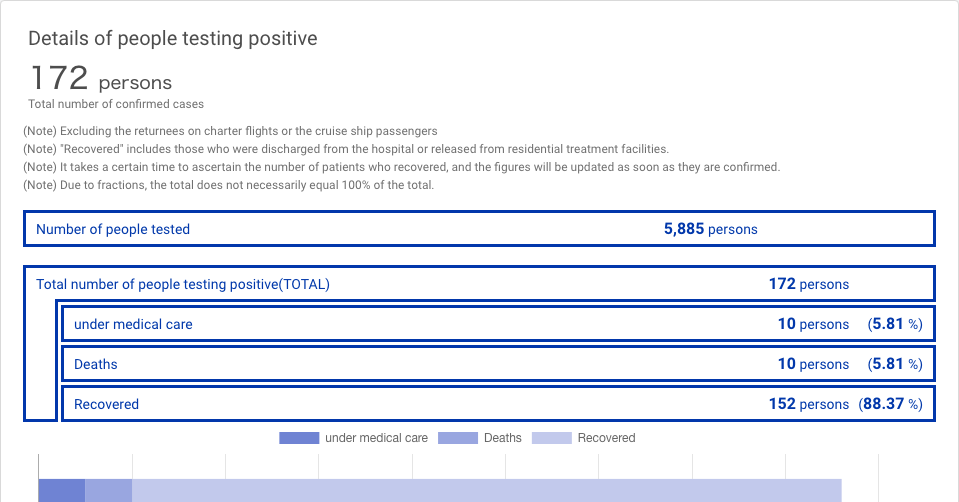 Details of people testing positive
172 persons
Total number of confirmed cases
(Note) Excluding the returnees on charter flights or the cruise ship passengers
(Note) "Recovered" includes those who were discharged from the hospital or released from residential treatment facilities.
(Note) It takes a certain time to ascertain the number of patients who recovered, and the figures will be updated as soon as they are confirmed.
(Note) Due to fractions, the total does not necessarily equal 100% of the total.
Number of people tested 5,885 persons
Total number of people testing positive(TOTAL) 172 persons
under medical care 10 persons (5.81 %)
Deaths 10 persons (5.81 %)
Recovered 152 persons (88.37 %)
under medical care Deaths Recovered